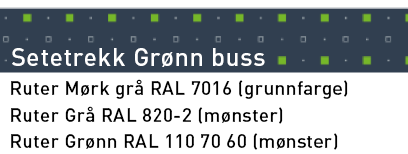 Setetrekk Grønn buss
Ruter Mørk grå RAL 7016 (grunnfarge)
Ruter Grå RAL 820-2 (mønster)
Ruter Grønn RAL 110 70 60 (mønster)